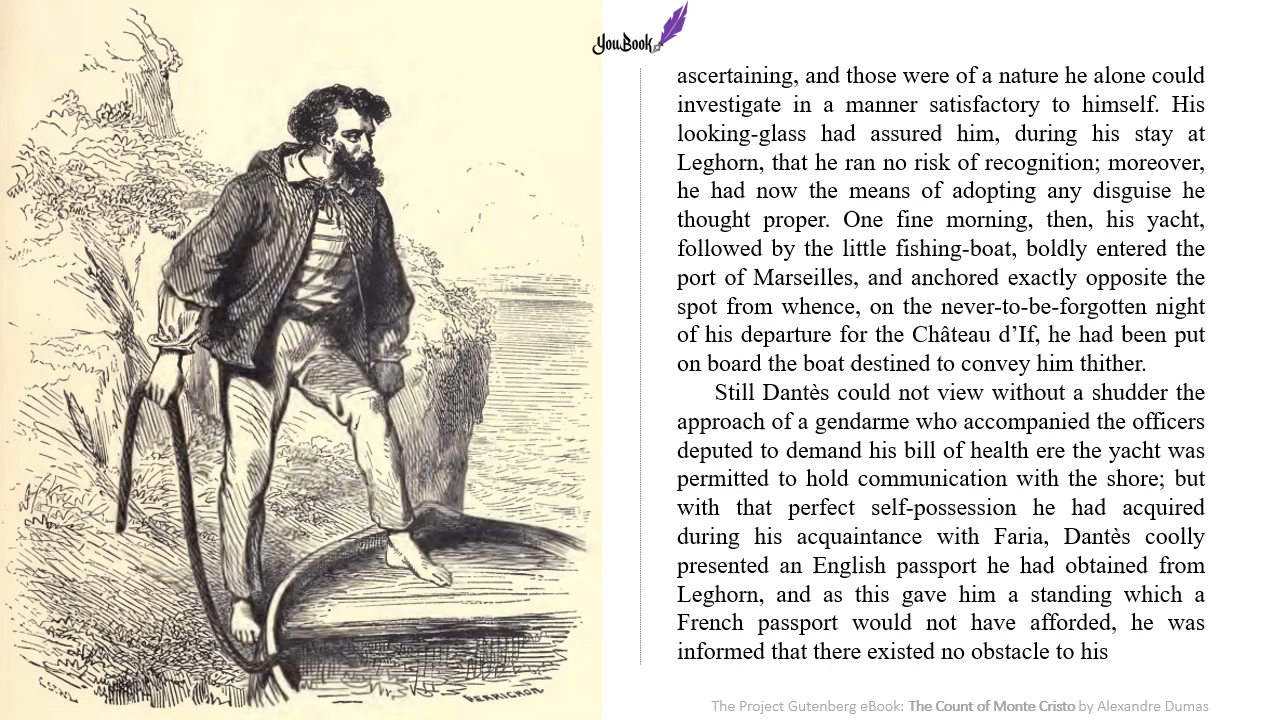 YouBook
ascertaining, and those were of a nature he alone could
investigate in a manner satisfactory to himself. His
looking-glass had assured him, during his stay at
Leghorn, that he ran no risk of recognition; moreover,
he had now the means of adopting any disguise he
thought proper. One fine morning, then, his yacht,
followed by the little fishing-boat, boldly entered the
port of Marseilles, and anchored exactly opposite the
spot from whence, on the never-to-be-forgotten night
of his departure for the Château d’If, he had been put
on board the boat destined to convey him thither.
Still Dantès could not view without a shudder the
approach of a gendarme who accompanied the officers
deputed to demand his bill of health ere the yacht was
permitted to hold communication with the shore; but
with that perfect self-possession he had acquired
during his acquaintance with Faria, Dantès coolly
presented an English passport he had obtained from
Leghorn, and as this gave him a standing which a
French passport would not have afforded, he was
informed that there existed no obstacle to his
PERRICHON
The Project Gutenberg eBook: The Count of Monte Cristo by Alexandre Dumas